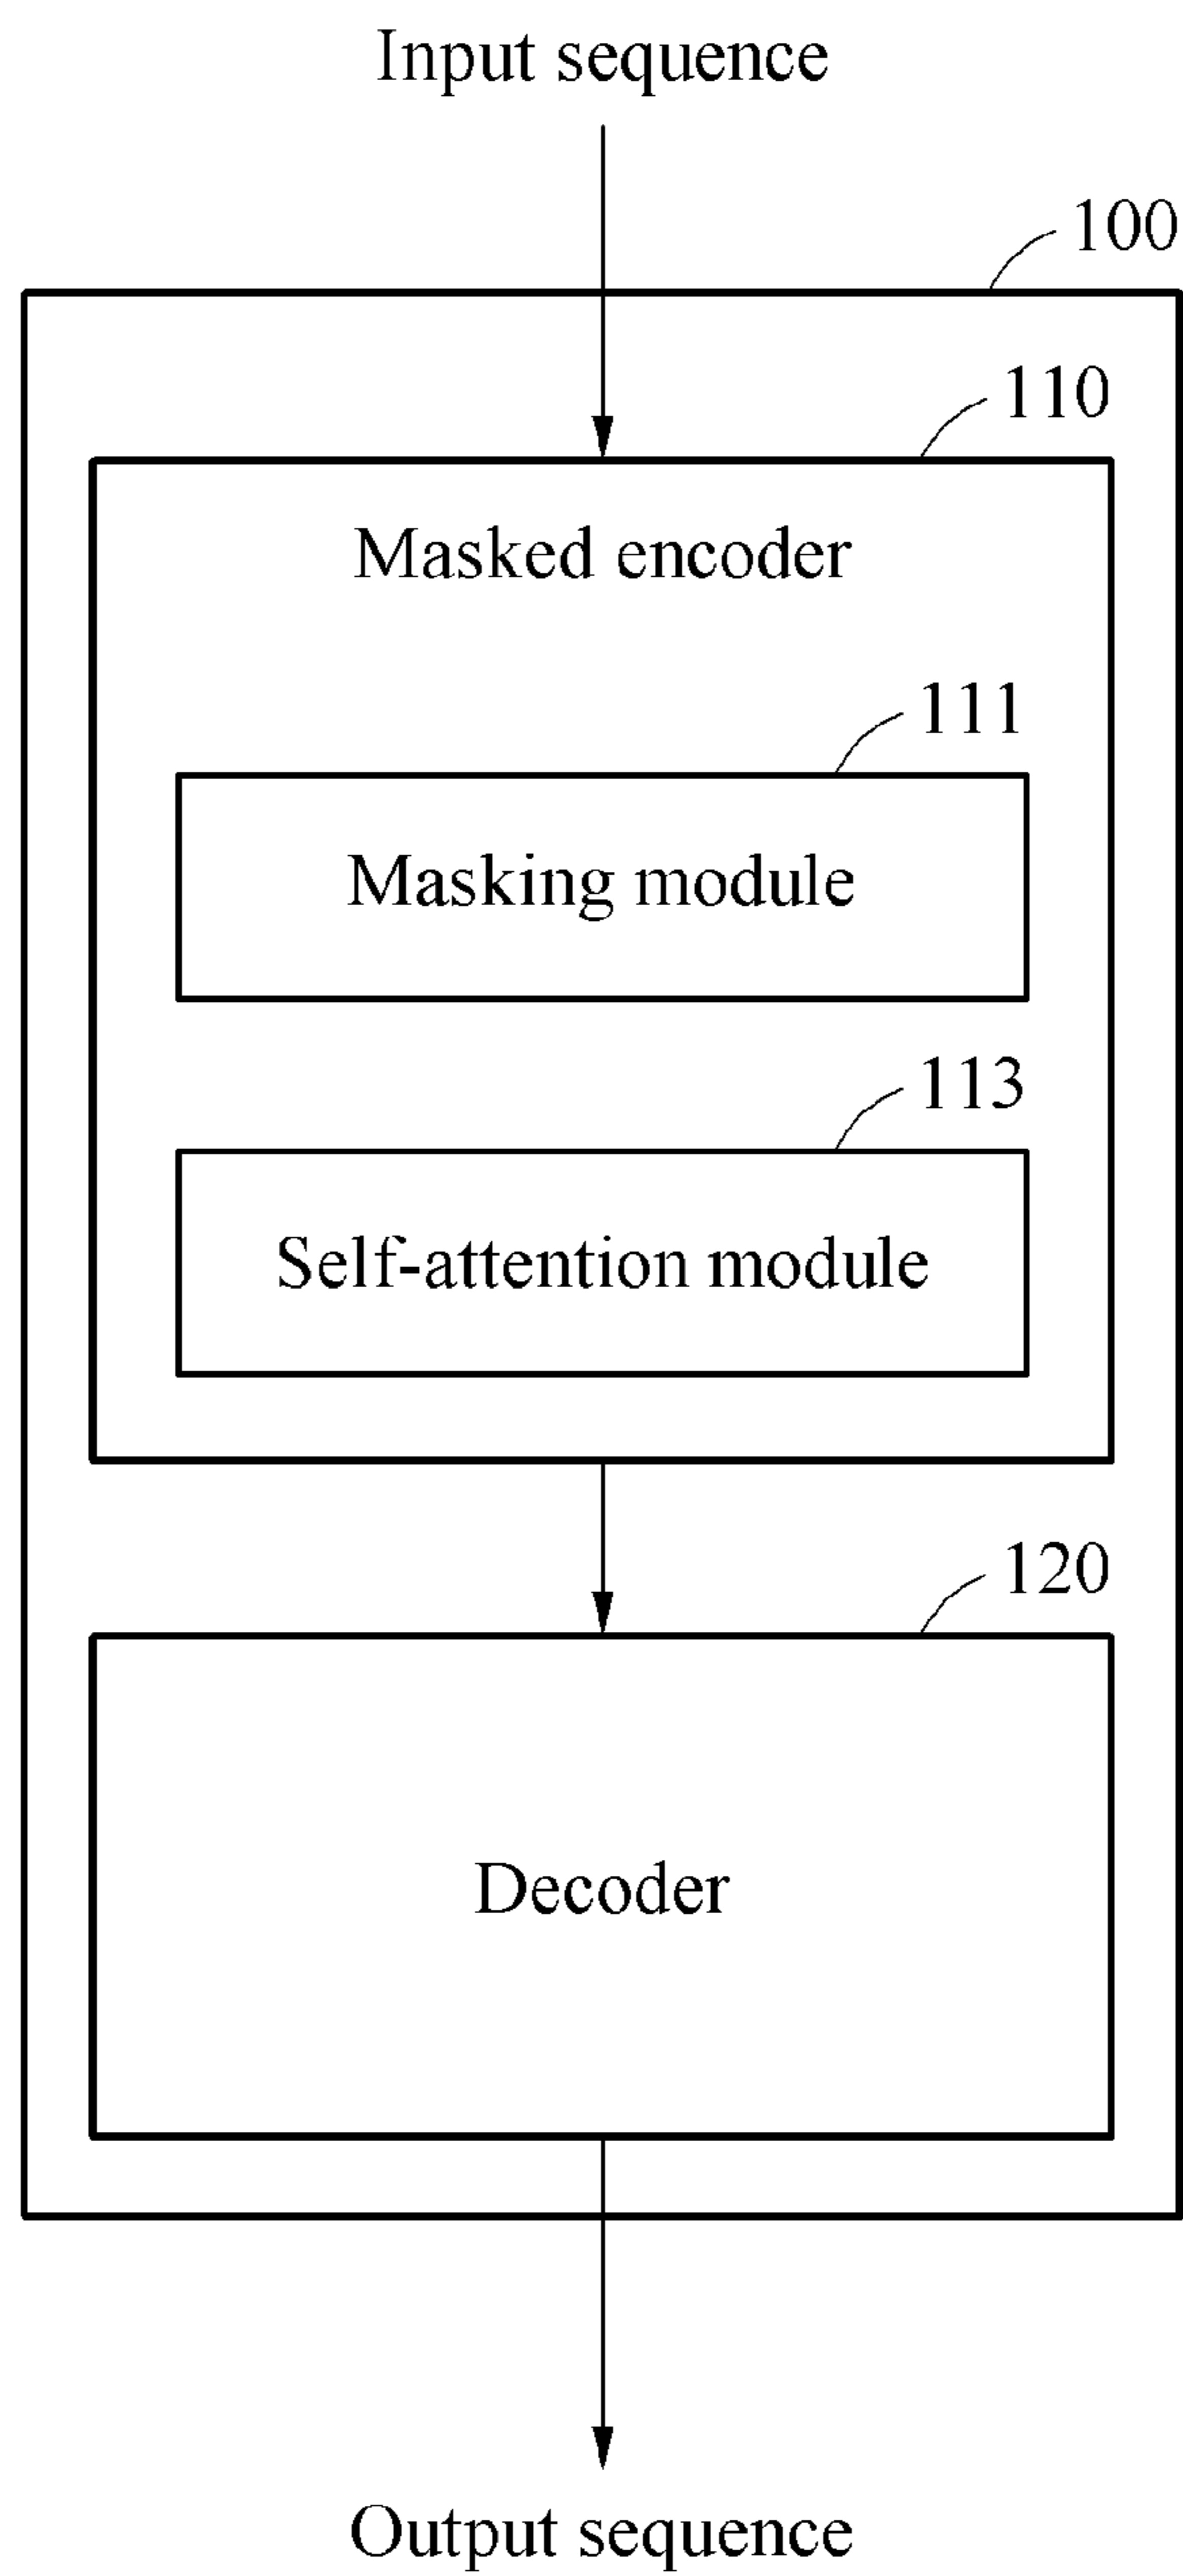 Input sequence
100
110
Masked encoder
111
Masking module
113
Self-attention module
120
Decoder
Output sequence